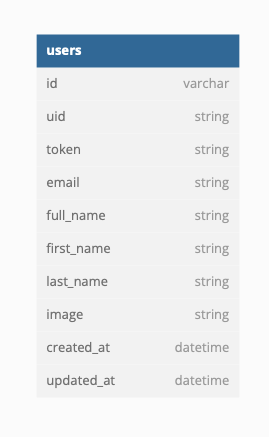 users
id varchar
uid string
token string
email string
full_name string
first_name string
last_name string
image string
created_at datetime
updated_at datetime